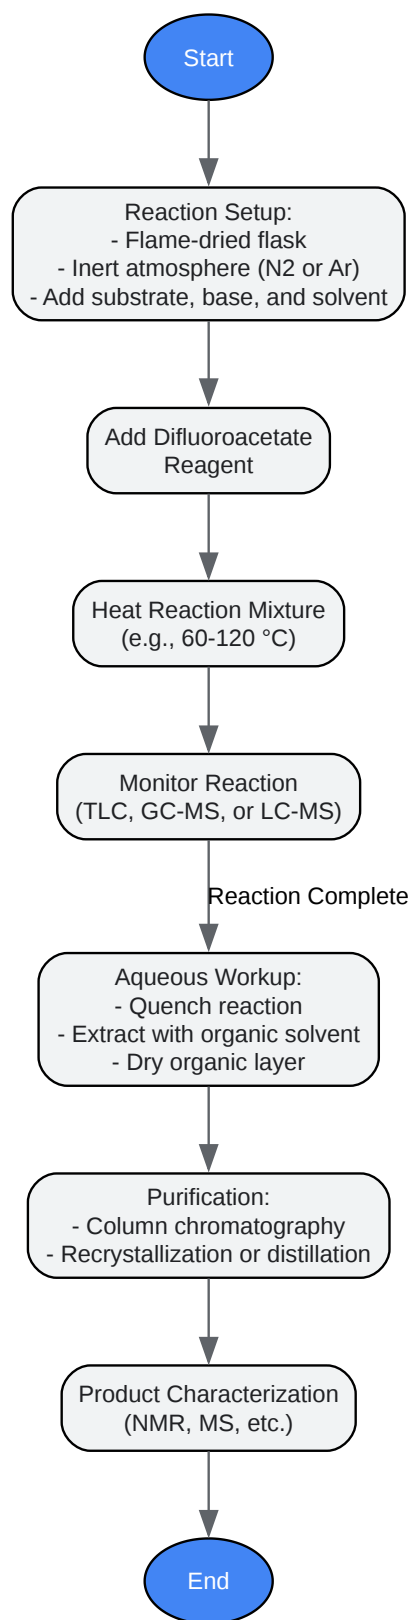 Start
Reaction Setup:
- Flame-dried flask
- Inert atmosphere (N2 or Ar)
- Add substrate, base, and solvent
Add Difluoroacetate
Reagent
Heat Reaction Mixture
(e.g., 60-120 °C)
Monitor Reaction
(TLC, GC-MS, or LC-MS)
Reaction Complete
Aqueous Workup:
- Quench reaction
- Extract with organic solvent
- Dry organic layer
Purification:
- Column chromatography
- Recrystallization or distillation
Product Characterization
(NMR, MS, etc.)
End